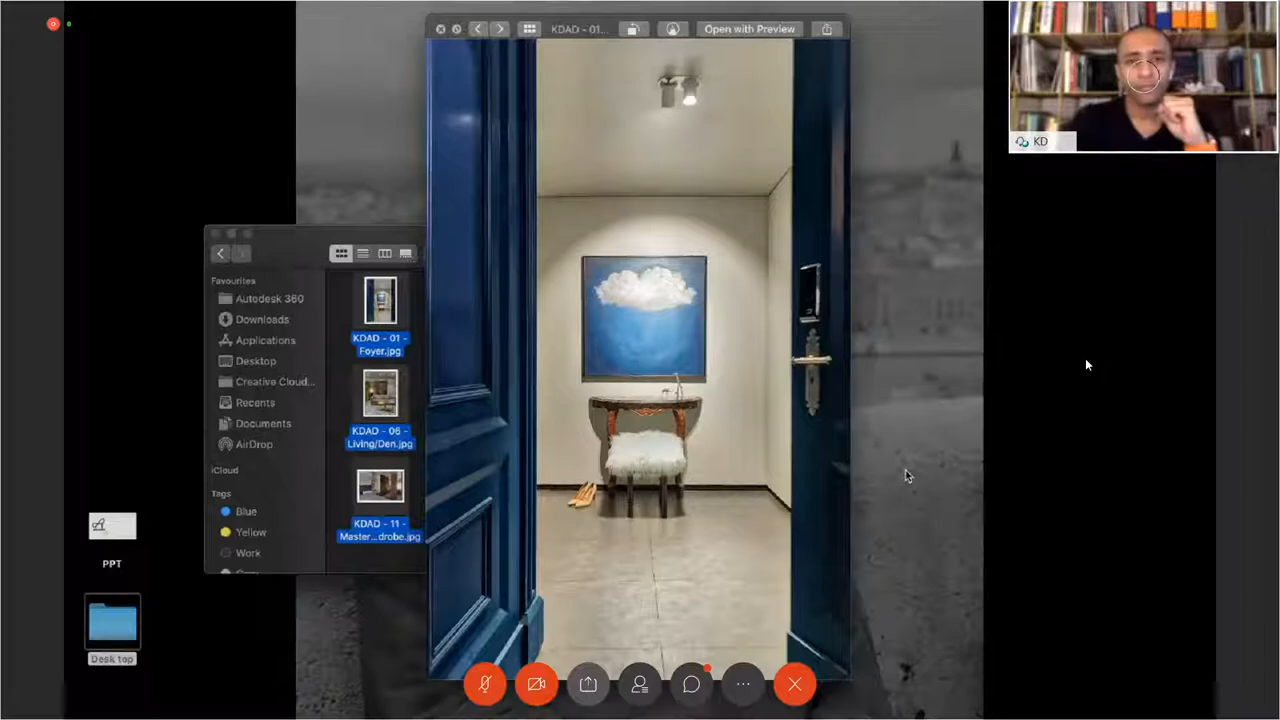 KDAD - 01...
Open with Preview
KD
Favourites
Autodesk 360
Downloads
Applications
Desktop
Creative Cloud...
Recents
Documents
AirDrop
iCloud
Tags
Blue
Yellow
Work
KDAD - 01 -
Foyer.jpg
KDAD - 06 -
Living/Den.jpg
KDAD - 11 -
Master...drobe.jpg
PPT
Desk top